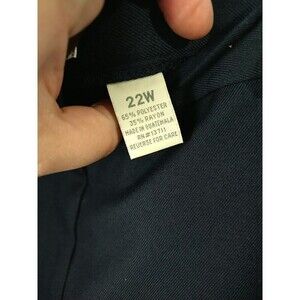 22W
65% POLYESTER
35% RAYON
MADE IN GUATEMALA
RN#13711
REVERSE FOR CARE